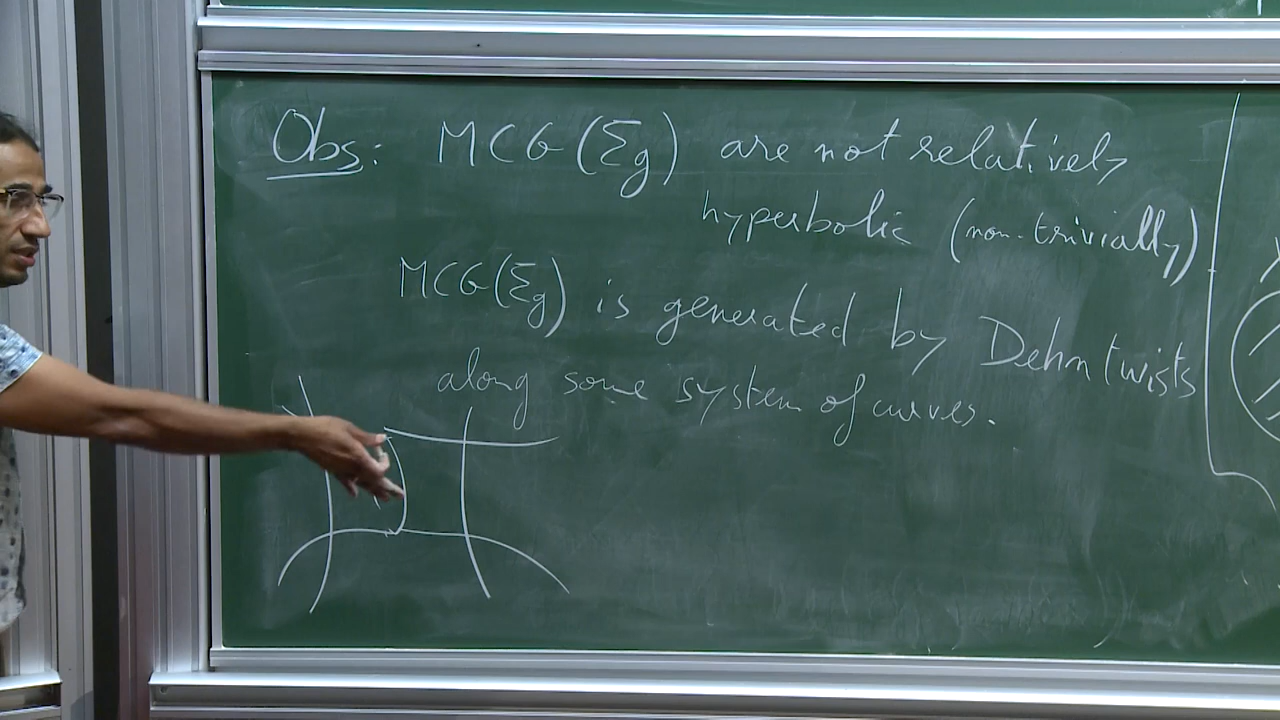 Obs: MCG(Σg) are not relatively
hyperbolic (non-trivially)
MCG(Σg) is generated by Dehn twists
along some system of curves.